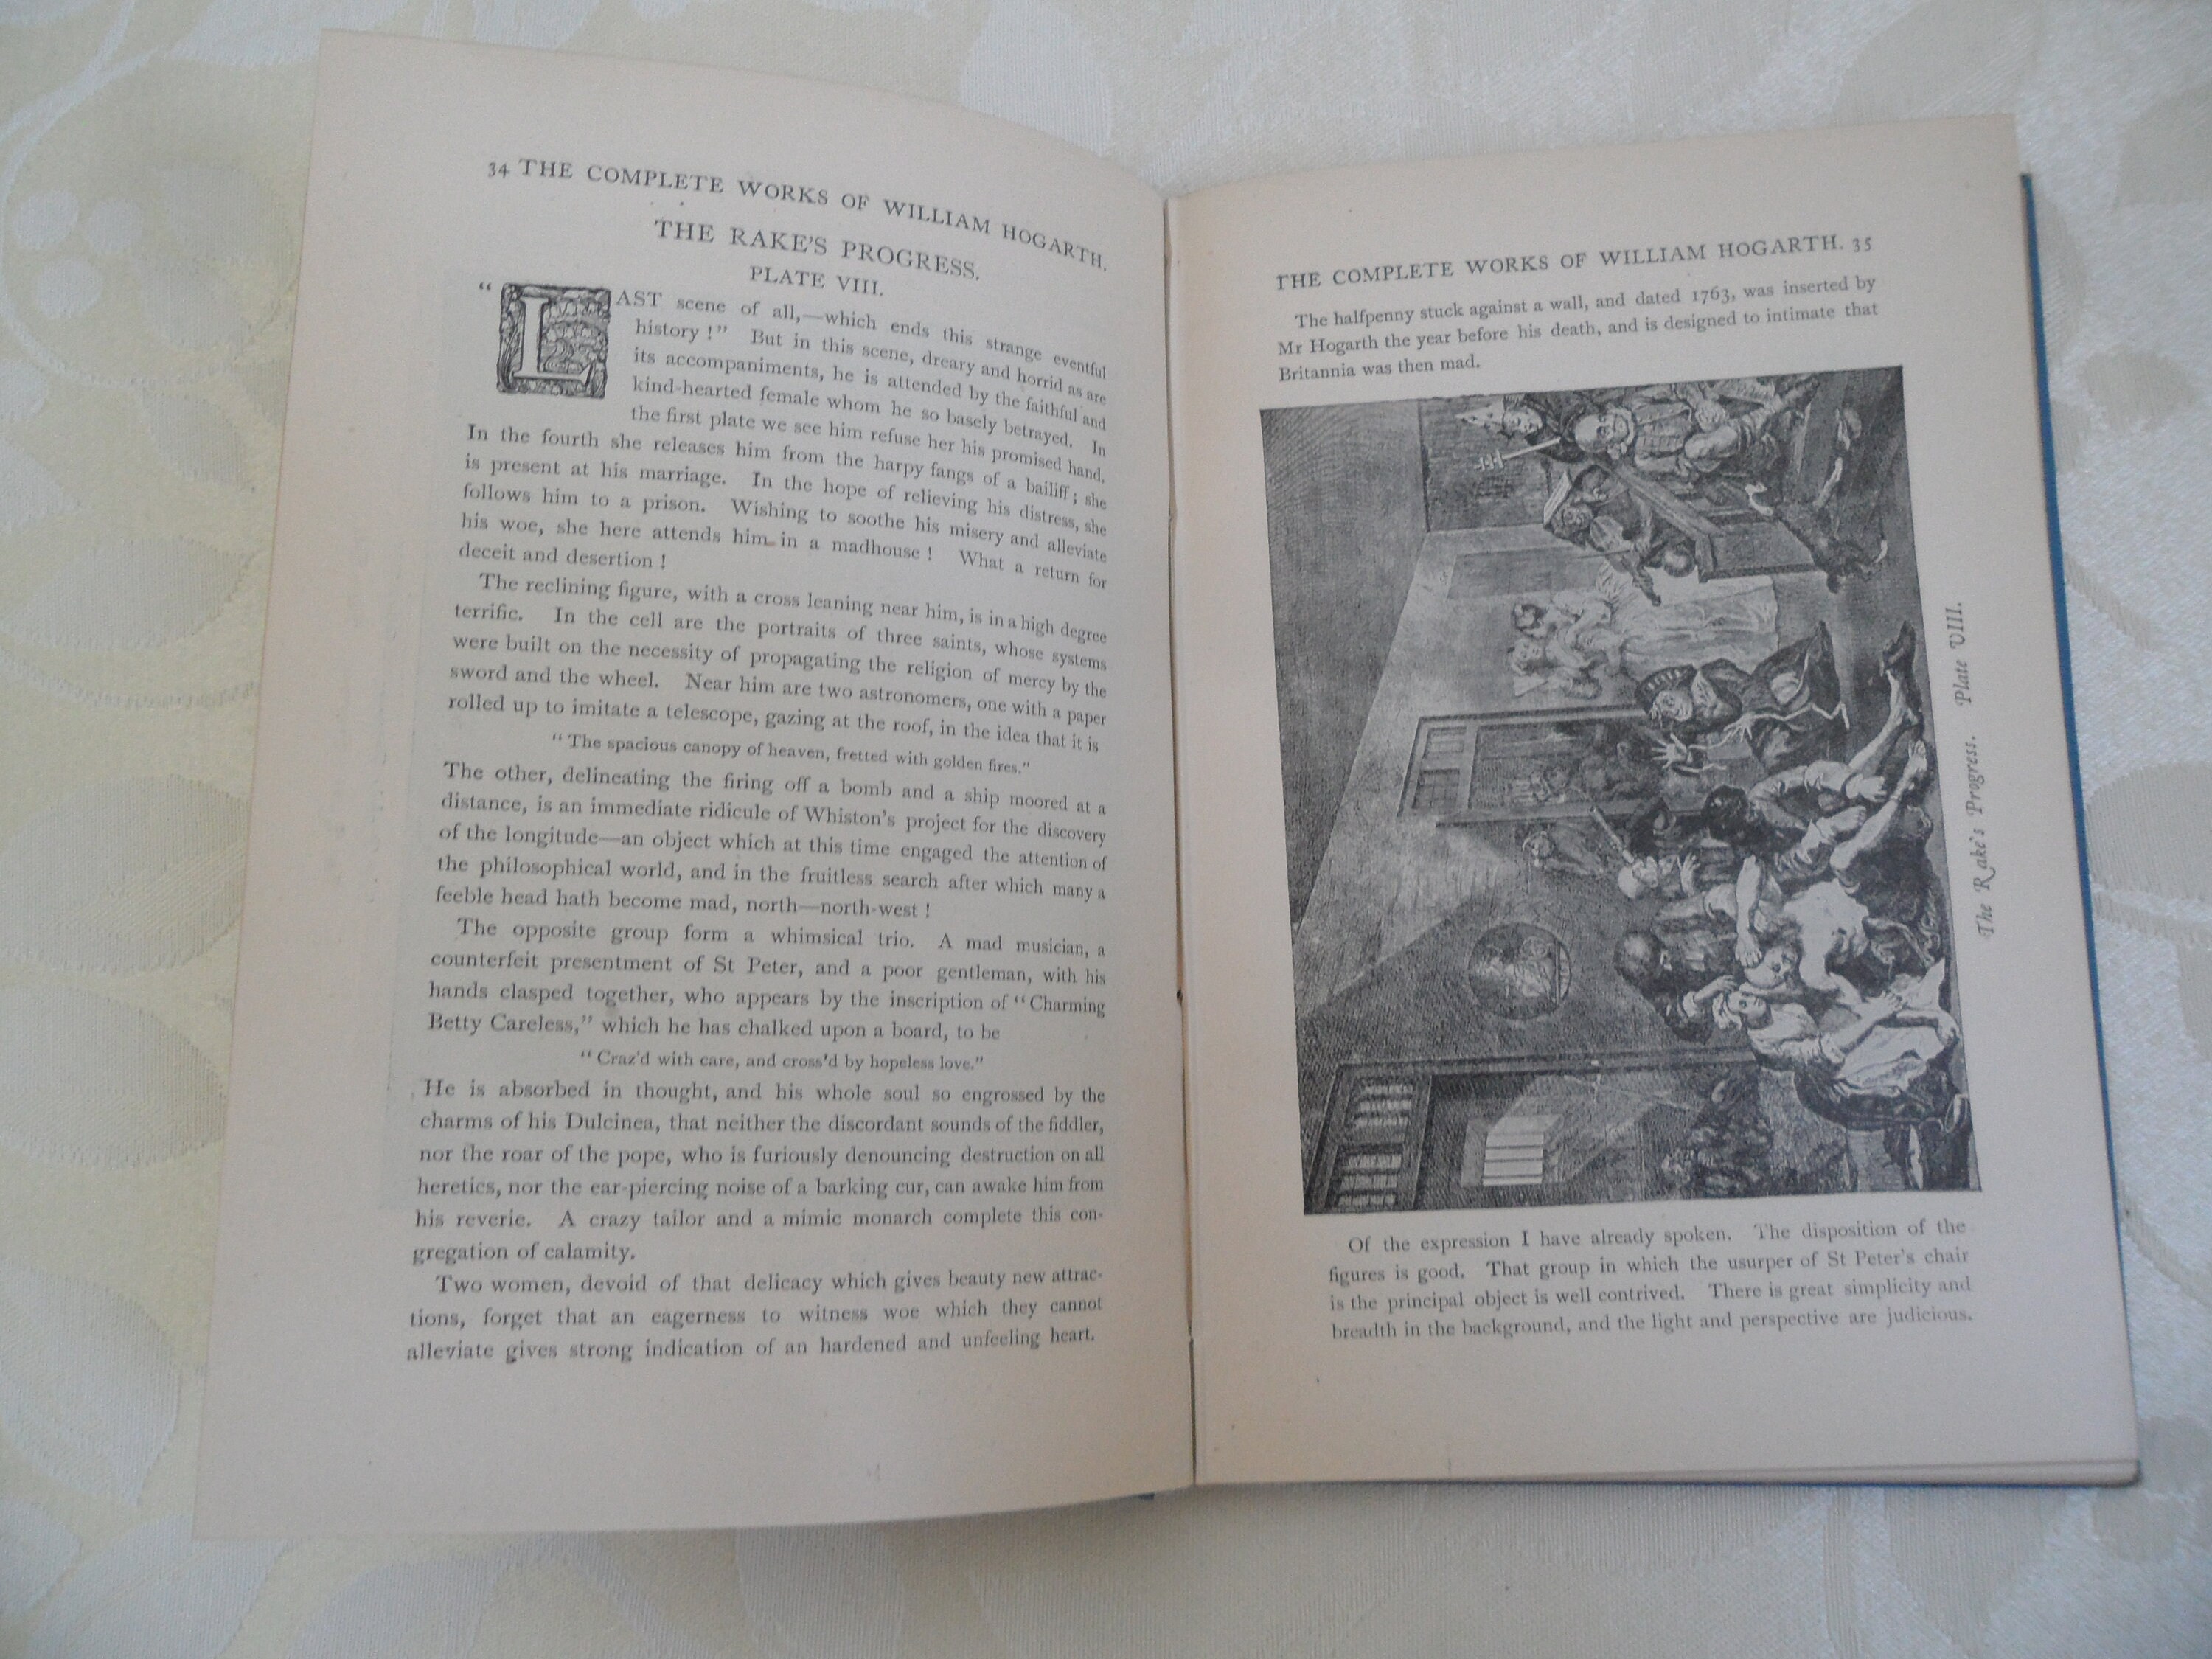 34 THE COMPLETE WORKS OF WILLIAM HOGARTH.
THE RAKE'S PROGRESS.
PLATE VIII.
"LAST scene of all,—which ends this strange eventful
history!" But in this scene, dreary and horrid as are
its accompaniments, he is attended by the faithful and
kind-hearted female whom he so basely betrayed. In
the first plate we see him refuse her his promised hand.
In the fourth she releases him from the harpy fangs of a bailiff; she
is present at his marriage. In the hope of relieving his distress, she
follows him to a prison. Wishing to soothe his misery and alleviate
his woe, she here attends him in a madhouse! What a return for
deceit and desertion!
The reclining figure, with a cross leaning near him, is in a high degree
terrific. In the cell are the portraits of three saints, whose systems
were built on the necessity of propagating the religion of mercy by the
sword and the wheel. Near him are two astronomers, one with a paper
rolled up to imitate a telescope, gazing at the roof, in the idea that it is
"The spacious canopy of heaven, fretted with golden fires."
The other, delineating the firing off a bomb and a ship moored at a
distance, is an immediate ridicule of Whiston's project for the discovery
of the longitude—an object which at this time engaged the attention of
the philosophical world, and in the fruitless search after which many a
feeble head hath become mad, north—north-west!
The opposite group form a whimsical trio. A mad musician, a
counterfeit presentment of St Peter, and a poor gentleman, with his
hands clasped together, who appears by the inscription of "Charming
Betty Careless," which he has chalked upon a board, to be
"Craz'd with care, and cross'd by hopeless love."
He is absorbed in thought, and his whole soul so engrossed by the
charms of his Dulcinea, that neither the discordant sounds of the fiddler,
nor the roar of the pope, who is furiously denouncing destruction on all
heretics, nor the ear-piercing noise of a barking cur, can awake him from
his reverie. A crazy tailor and a mimic monarch complete this con-
gregation of calamity.
Two women, devoid of that delicacy which gives beauty new attrac-
tions, forget that an eagerness to witness woe which they cannot
alleviate gives strong indication of an hardened and unfeeling heart.
THE COMPLETE WORKS OF WILLIAM HOGARTH. 35
The halfpenny stuck against a wall, and dated 1763, was inserted by
Mr Hogarth the year before his death, and is designed to intimate that
Britannia was then mad.
The Rake's Progress. Plate VIII.
Of the expression I have already spoken. The disposition of the
figures is good. That group in which the usurper of St Peter's chair
is the principal object is well contrived. There is great simplicity and
breadth in the background, and the light and perspective are judicious.